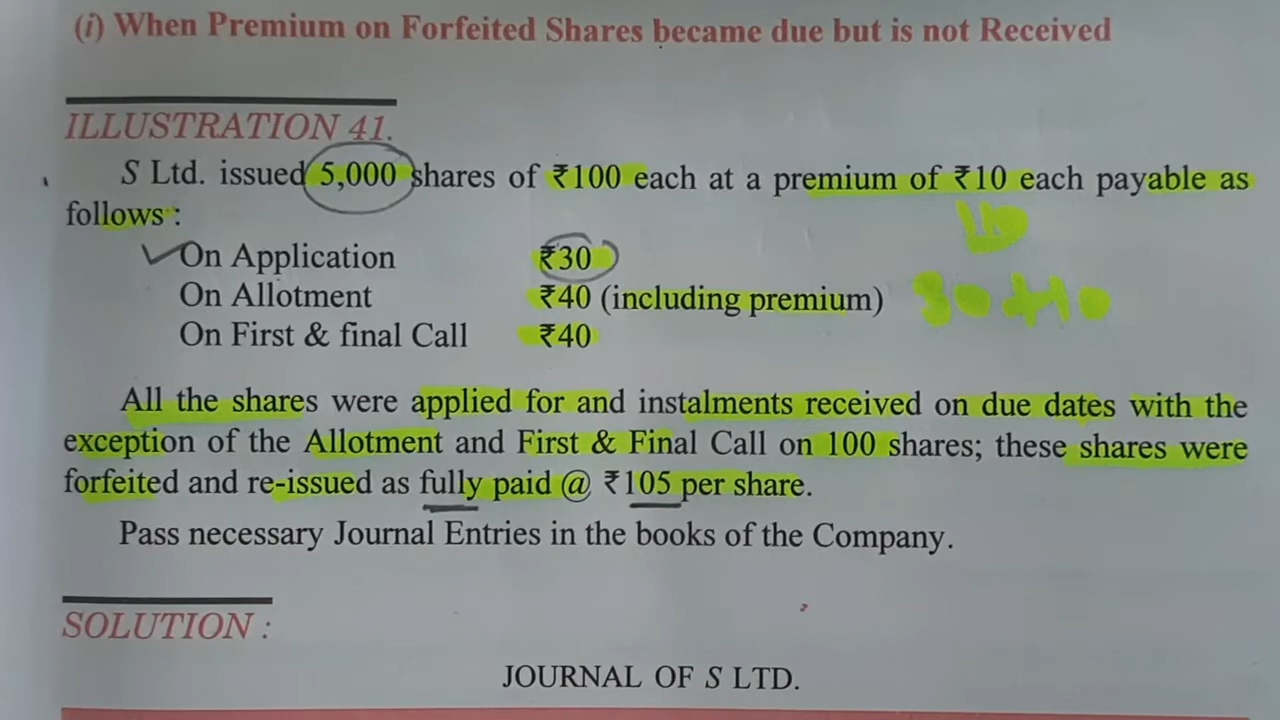 (i) When Premium on Forfeited Shares became due but is not Received
ILLUSTRATION 41.
S Ltd. issued 5,000 shares of ₹100 each at a premium of ₹10 each payable as
follows :
On Application ₹30
On Allotment ₹40 (including premium) 30+10
On First & final Call ₹40
All the shares were applied for and instalments received on due dates with the
exception of the Allotment and First & Final Call on 100 shares; these shares were
forfeited and re-issued as fully paid @ ₹105 per share.
Pass necessary Journal Entries in the books of the Company.
SOLUTION :
JOURNAL OF S LTD.